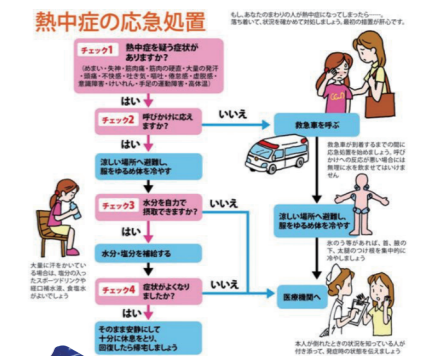 熱中症の応急処置
もし、あなたのまわりの人が熱中症になってしまったら……。
落ち着いて、状況を確かめて対処しましょう。最初の措置が肝心です。
チェック1
熱中症を疑う症状が
ありますか?
(めまい・失神・筋肉痛・筋肉の硬直・大量の発汗
・頭痛・不快感・吐き気・嘔吐・倦怠感・虚脱感・
意識障害・けいれん・手足の運動障害・高体温)
はい
チェック2
呼びかけに応え
ますか?
いいえ
救急車を呼ぶ
救急車が到着するまでの間に
応急処置を始めましょう。呼び
かけへの反応が悪い場合には
無理に水を飲ませてはいけま
せん
はい
涼しい場所へ避難し、
服をゆるめ体を冷やす
涼しい場所へ避難し、
服をゆるめ体を冷やす
チェック3
水分を自力で
摂取できますか?
いいえ
水のう等があれば、首、腋の
下、太腿のつけ根を集中的に
冷やしましょう
はい
大量に汗をかいてい
る場合は、塩分の入っ
たスポーツドリンクや
経口補水液、食塩水
がよいでしょう
水分・塩分を補給する
チェック4
症状がよくなり
ましたか?
いいえ
医療機関へ
はい
そのまま安静にして
十分に休息をとり、
回復したら帰宅しましょう
本人が倒れたときの状況を知っている人が
付き添って、発症時の状態を伝えましょう